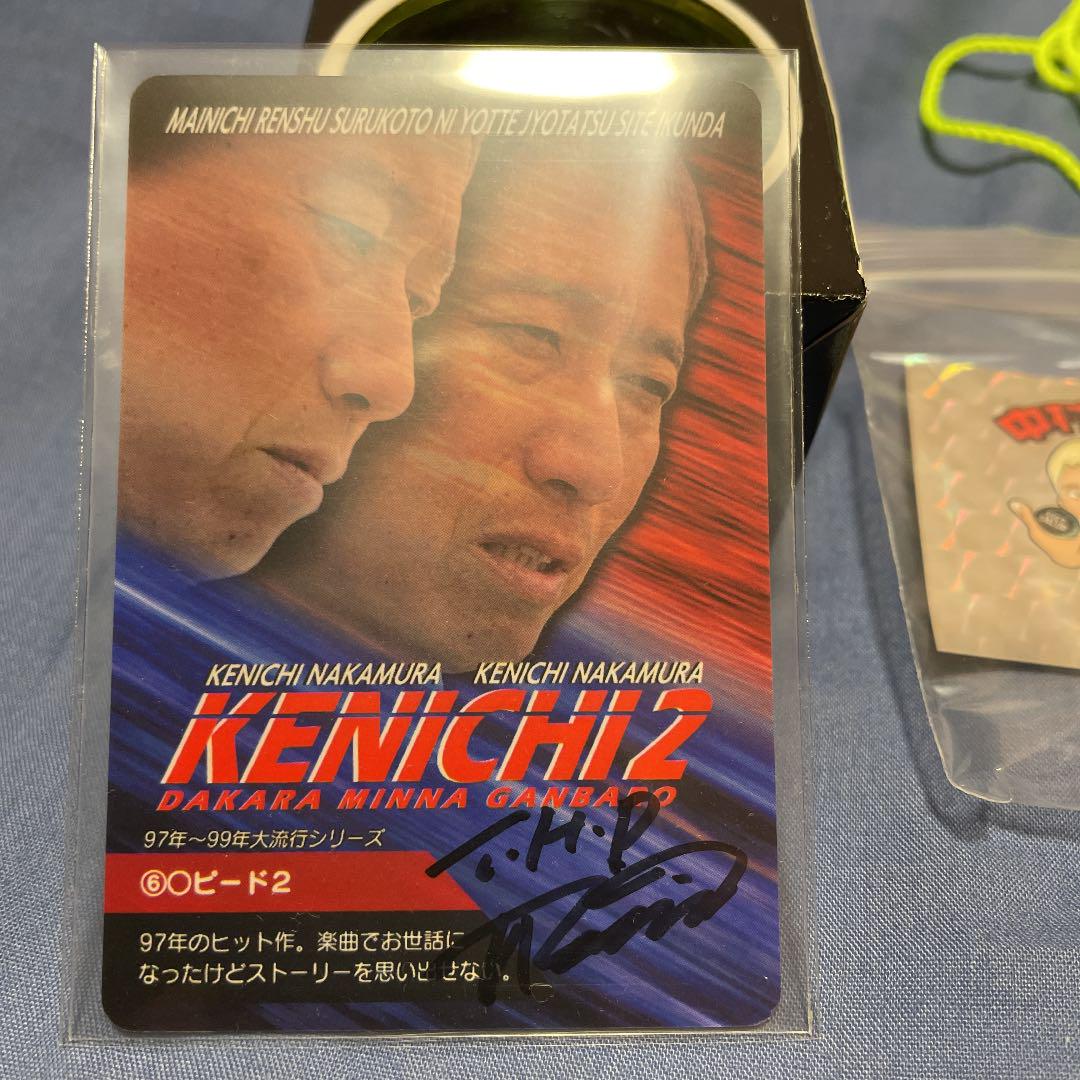 MAINICHI RENSHU SURUKOTO NI YOTTE JYOTATSU SITE IKUNDA
KENICHI NAKAMURA KENICHI NAKAMURA
KENICHI 2
DAKARA MINNA GANBARO
97年～99年大流行シリーズ
⑥○ピード2
97年のヒット作。楽曲でお世話に
なったけどストーリーを思い出せない。
T.H.P